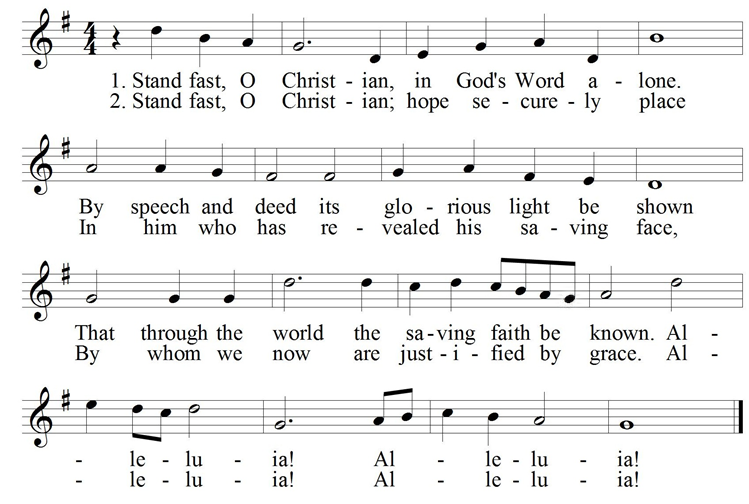 4
4
1. Stand fast, O Christ - ian, in God's Word a - lone.
2. Stand fast, O Christ - ian; hope se - cure - ly place
By speech and deed its glo - rious light be shown
In him who has re - vealed his sa - ving face,
That through the world the sa - ving faith be known. Al -
By whom we now are just - i - fied by grace. Al -
- le - lu - ia! Al - le - lu - ia!
- le - lu - ia! Al - le - lu - ia!